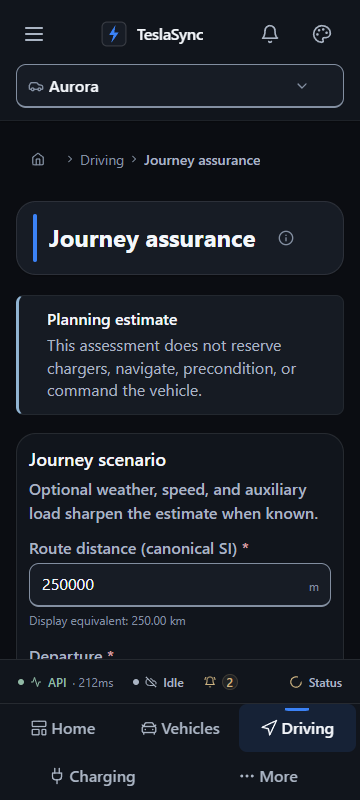 TeslaSync
Aurora
Driving
Journey assurance
Journey assurance
Planning estimate
This assessment does not reserve
chargers, navigate, precondition, or
command the vehicle.
Journey scenario
Optional weather, speed, and auxiliary
load sharpen the estimate when known.
Route distance (canonical SI) *
250000 m
Display equivalent: 250.00 km
Departure *
API · 212ms Idle 2 Status
Home Vehicles Driving
Charging More